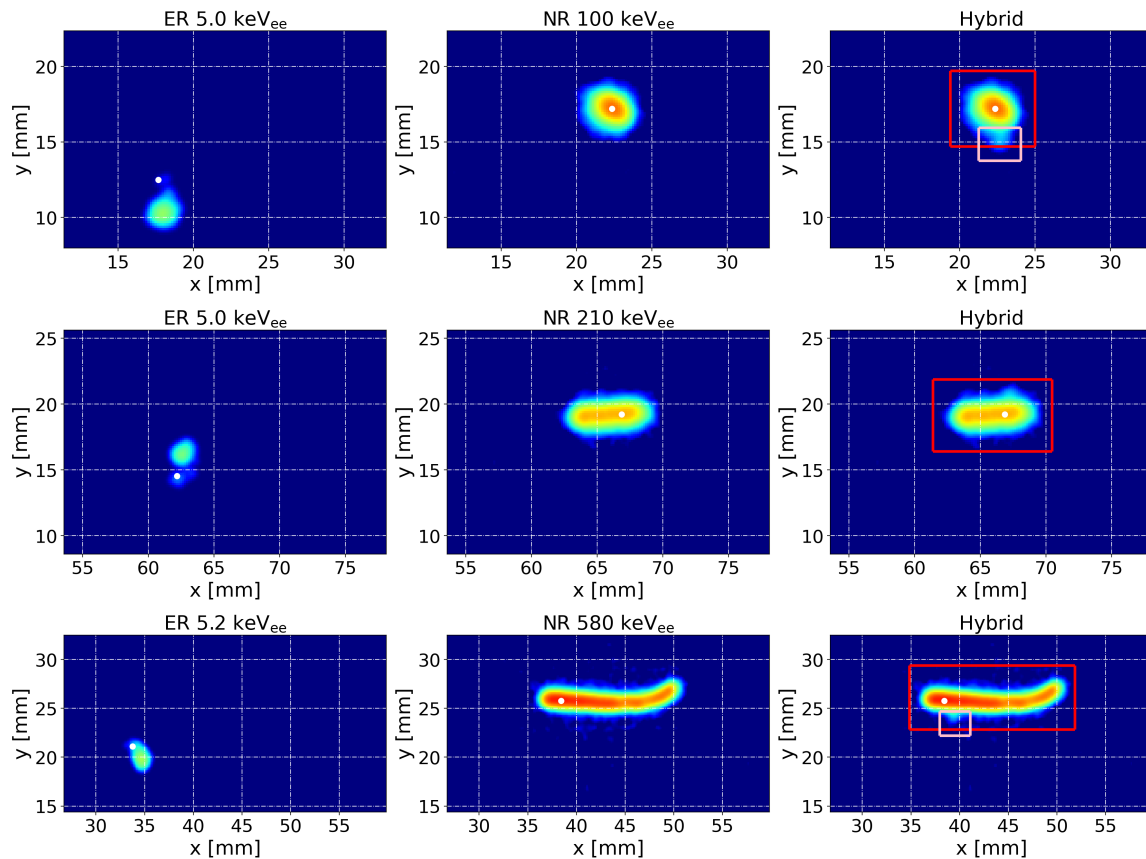 ER 5.0 keVee NR 100 keVee Hybrid
y [mm] 20 15 10 y [mm] 20 15 10 y [mm] 20 15 10
15 20 25 30 15 20 25 30 15 20 25 30
x [mm] x [mm] x [mm]
ER 5.0 keVee NR 210 keVee Hybrid
y [mm] 25 20 15 10 y [mm] 25 20 15 10 y [mm] 25 20 15 10
55 60 65 70 75 55 60 65 70 75 55 60 65 70 75
x [mm] x [mm] x [mm]
ER 5.2 keVee NR 580 keVee Hybrid
y [mm] 30 25 20 15 y [mm] 30 25 20 15 y [mm] 30 25 20 15
30 35 40 45 50 55 30 35 40 45 50 55 30 35 40 45 50 55
x [mm] x [mm] x [mm]